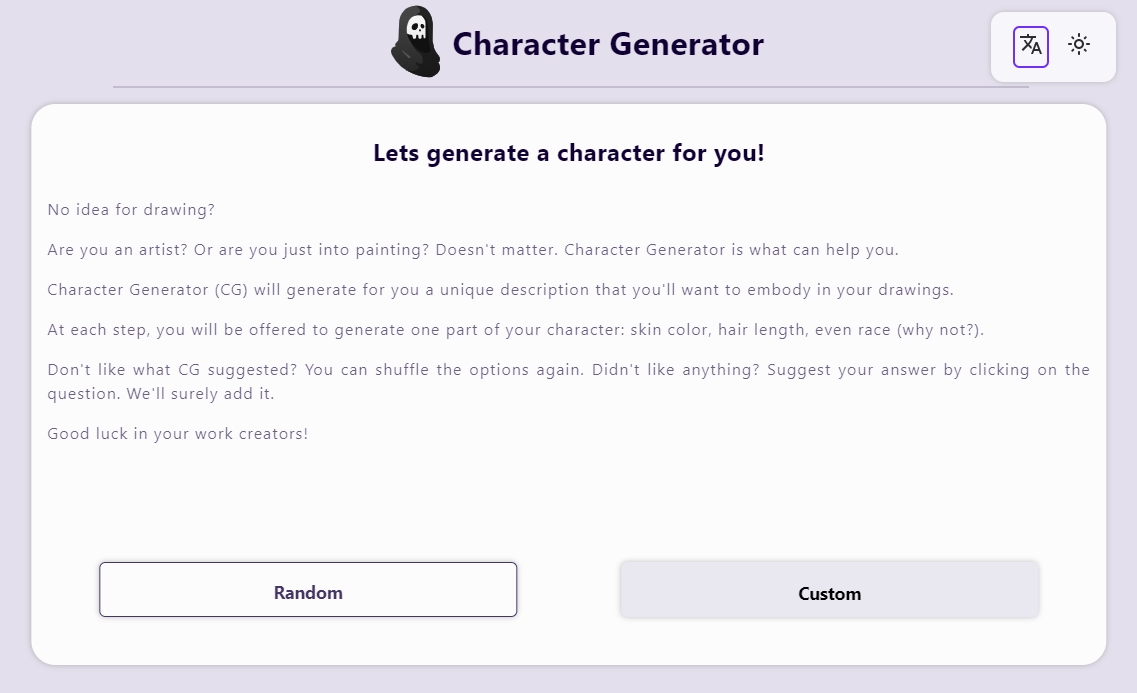 Character Generator
Lets generate a character for you!
No idea for drawing?
Are you an artist? Or are you just into painting? Doesn't matter. Character Generator is what can help you.
Character Generator (CG) will generate for you a unique description that you'll want to embody in your drawings.
At each step, you will be offered to generate one part of your character: skin color, hair length, even race (why not?).
Don't like what CG suggested? You can shuffle the options again. Didn't like anything? Suggest your answer by clicking on the
question. We'll surely add it.
Good luck in your work creators!
Random
Custom